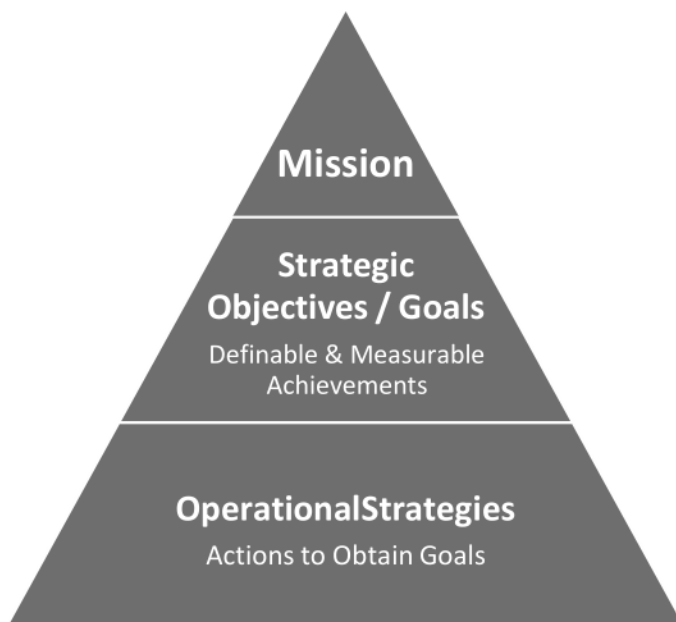 Mission
Strategic
Objectives / Goals
Definable & Measurable
Achievements
OperationalStrategies
Actions to Obtain Goals